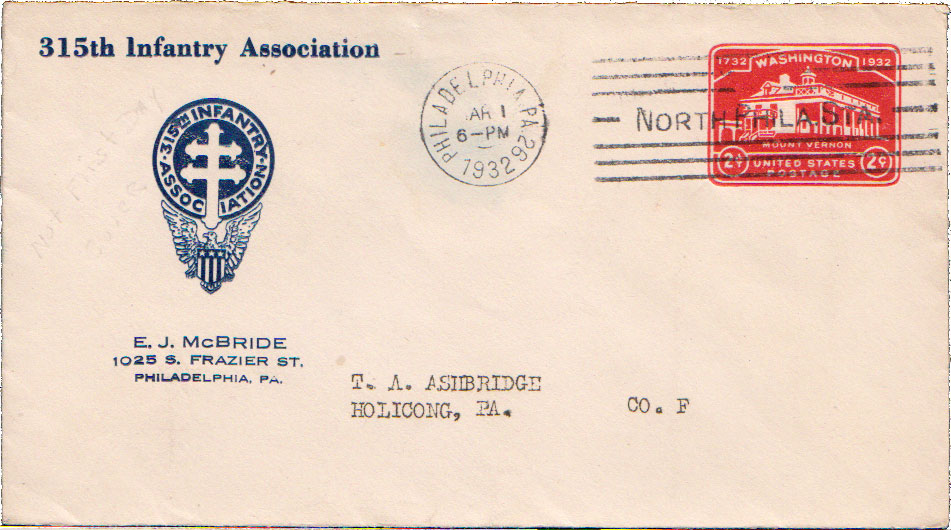 315th Infantry Association
315TH INFANTRY
ASSOCIATION
E. J. McBRIDE
1025 S. FRAZIER ST.
PHILADELPHIA, PA.
PHILADELPHIA, PA. 26
AR 1
6-PM
1932
NORTH PHILA. STA.
1732 WASHINGTON 1932
MOUNT VERNON
2¢ UNITED STATES 2¢
POSTAGE
T. A. ASHBRIDGE
HOLICONG, PA. CO. F